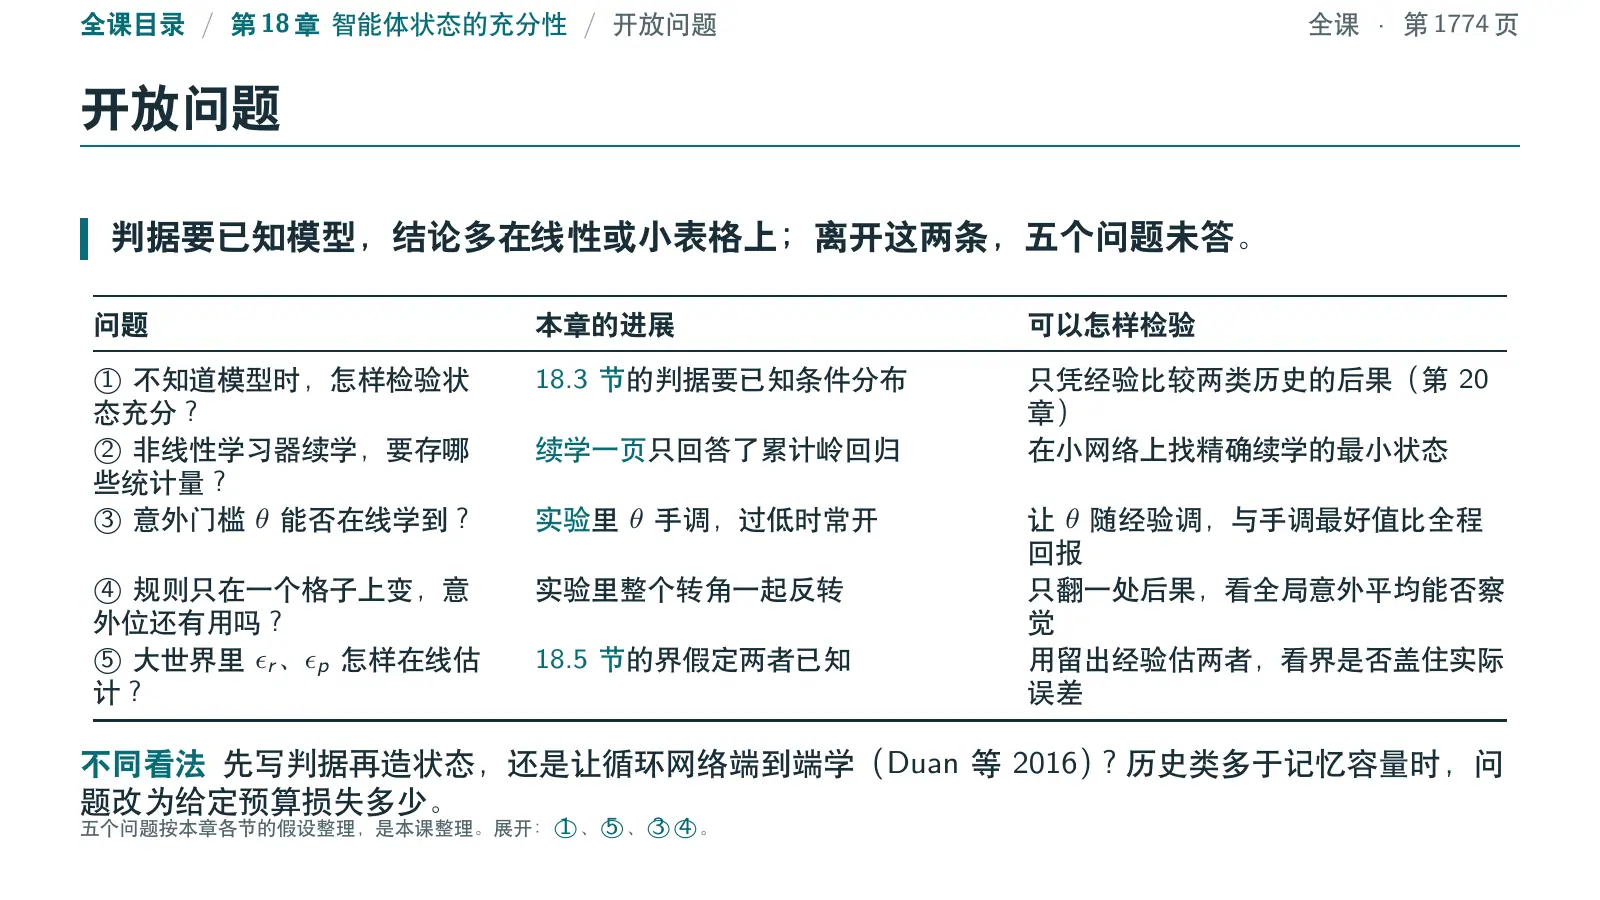 全课目录 / 第 18 章 智能体状态的充分性 / 开放问题
全课 · 第 1774 页
开放问题
判据要已知模型，结论多在线性或小表格上；离开这两条，五个问题未答。
问题 本章的进展 可以怎样检验
① 不知道模型时，怎样检验状 18.3 节的判据要已知条件分布 只凭经验比较两类历史的后果（第 20
态充分？ 章）
② 非线性学习器续学，要存哪 续学一页只回答了累计岭回归 在小网络上找精确续学的最小状态
些统计量？
③ 意外门槛 θ 能否在线学到？ 实验里 θ 手调，过低时常开 让 θ 随经验调，与手调最好值比全程
回报
④ 规则只在一个格子上变，意 实验里整个转角一起反转 只翻一处后果，看全局意外平均能否察
外位还有用吗？ 觉
⑤ 大世界里 ϵr、ϵp 怎样在线估 18.5 节的界假定两者已知 用留出经验估两者，看界是否盖住实际
计？ 误差
不同看法 先写判据再造状态，还是让循环网络端到端学（Duan 等 2016）？历史类多于记忆容量时，问
题改为给定预算损失多少。
五个问题按本章各节的假设整理，是本课整理。展开：①、⑤、③④。